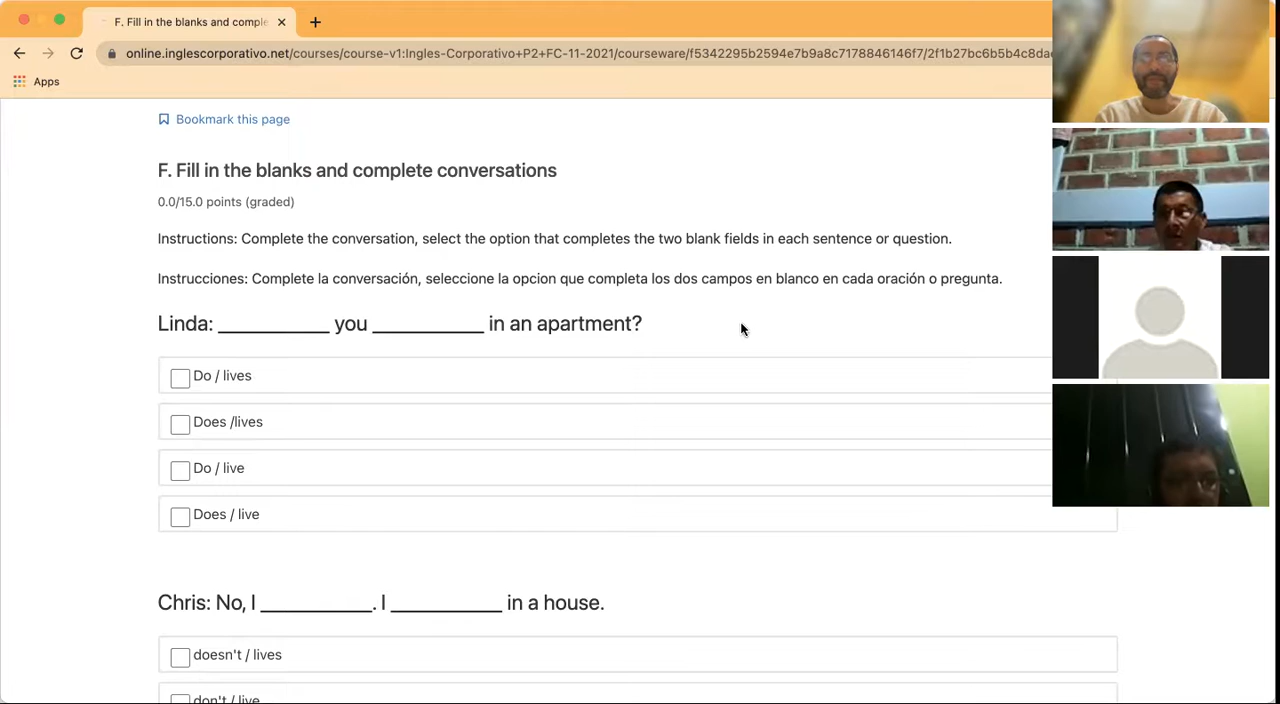 F. Fill in the blanks and comple
online.inglescorporativo.net/courses/course-v1:Ingles-Corporativo+P2+FC-11-2021/courseware/f5342295b2594e7b9a8c7178846146f7/2f1b27bc6b5b4c8dae
Apps
Bookmark this page
F. Fill in the blanks and complete conversations
0.0/15.0 points (graded)
Instructions: Complete the conversation, select the option that completes the two blank fields in each sentence or question.
Instrucciones: Complete la conversación, seleccione la opcion que completa los dos campos en blanco en cada oración o pregunta.
Linda: ___________ you ___________ in an apartment?
Do / lives
Does /lives
Do / live
Does / live
Chris: No, I ___________. I ___________ in a house.
doesn't / lives
don't / live